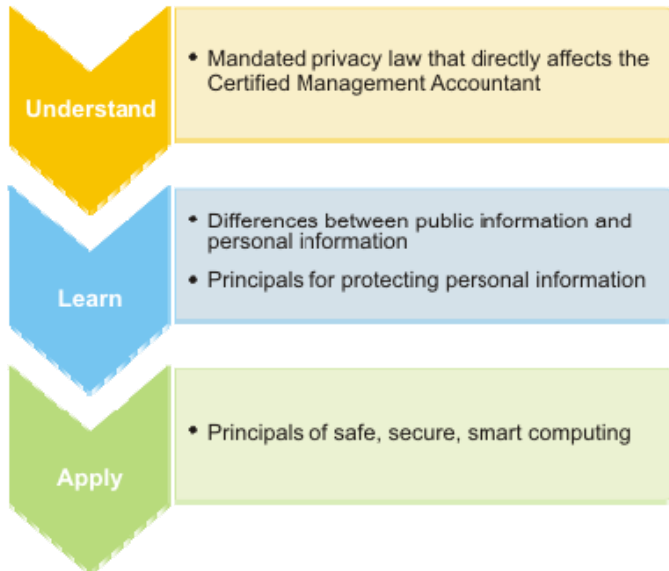 Understand
• Mandated privacy law that directly affects the
Certified Management Accountant
Learn
• Differences between public information and
personal information
• Principals for protecting personal information
Apply
• Principals of safe, secure, smart computing